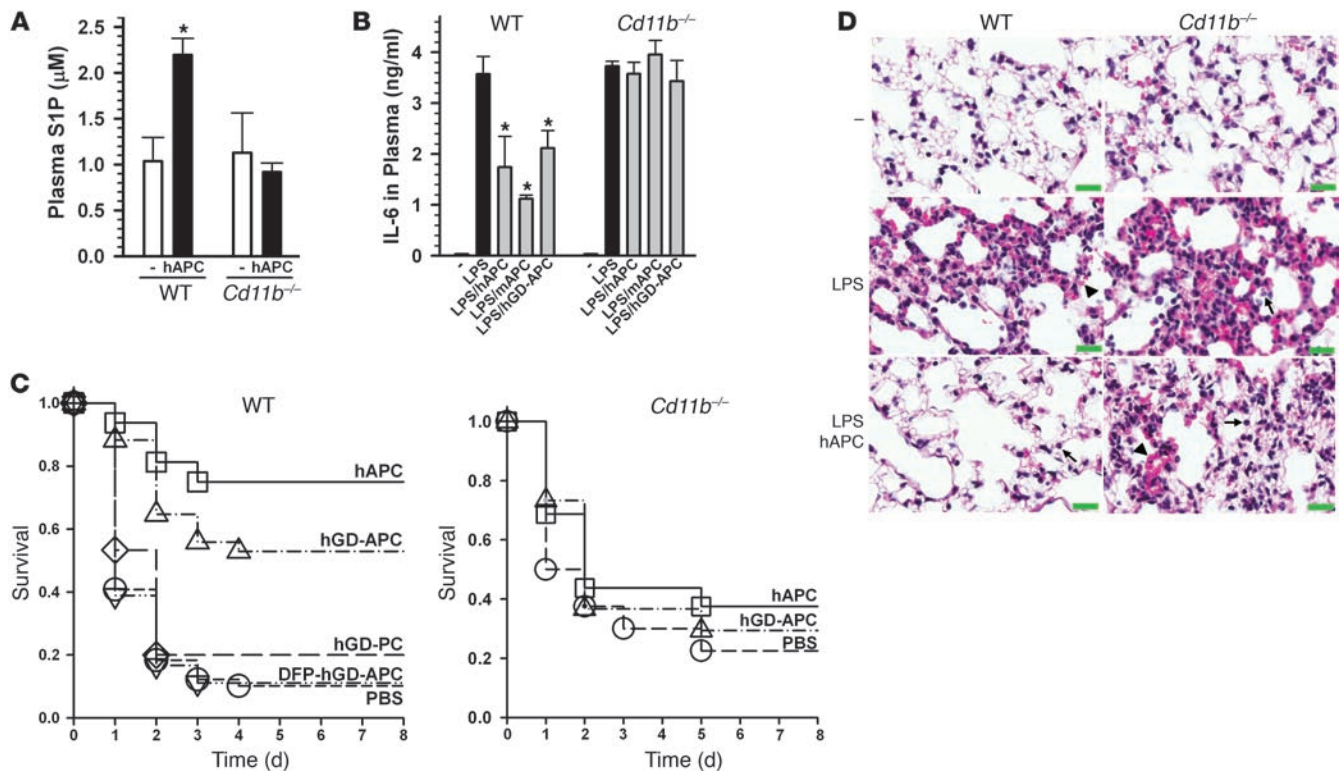 A
Plasma S1P (μM)
2.5
2.0
1.5
1.0
0.5
0.0
*
- hAPC - hAPC
WT Cd11b–/–
B
WT Cd11b–/–
IL-6 in Plasma (ng/ml)
4
3
2
1
0
* * *
-
LPS
LPS/hAPC
LPS/mAPC
LPS/hGD-APC
-
LPS
LPS/hAPC
LPS/mAPC
LPS/hGD-APC
C
WT
Survival
1.0
0.8
0.6
0.4
0.2
0.0
hAPC
hGD-APC
hGD-PC
DFP-hGD-APC
PBS
0 1 2 3 4 5 6 7 8
Time (d)
Cd11b–/–
Survival
1.0
0.8
0.6
0.4
0.2
0.0
hAPC
hGD-APC
PBS
0 1 2 3 4 5 6 7 8
Time (d)
D
WT Cd11b–/–
–
LPS
LPS
hAPC